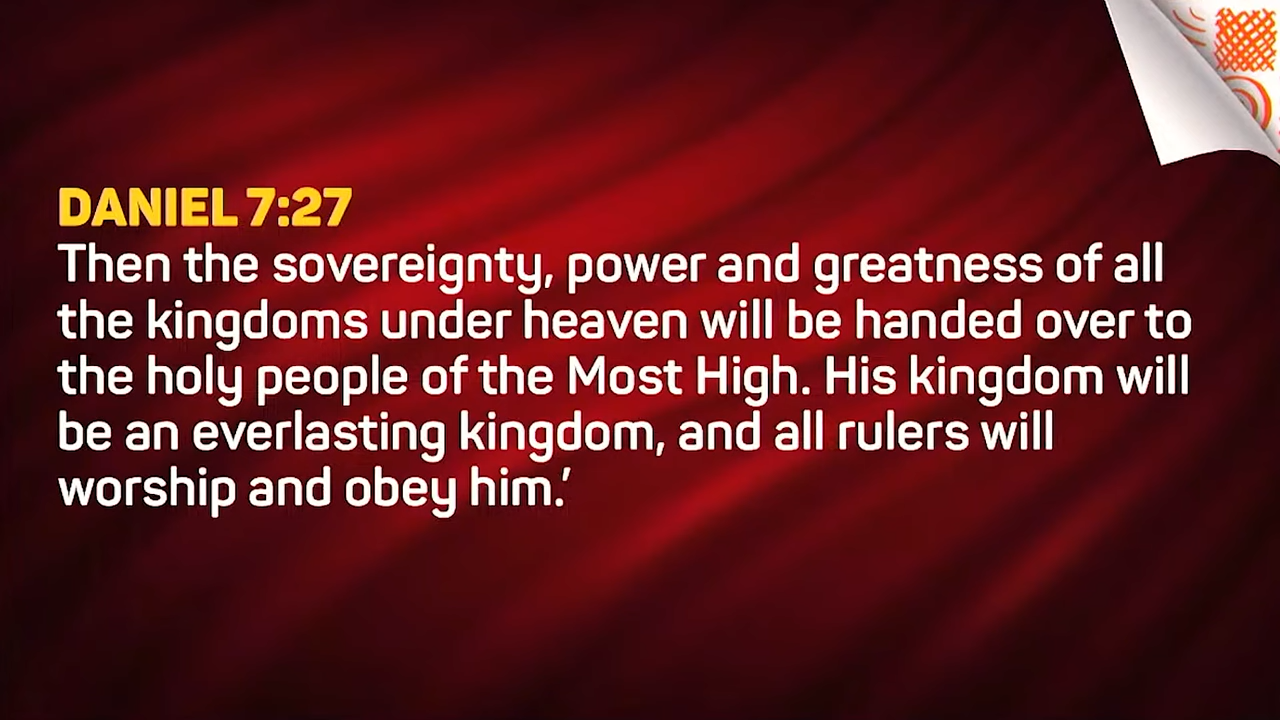 DANIEL 7:27
Then the sovereignty, power and greatness of all
the kingdoms under heaven will be handed over to
the holy people of the Most High. His kingdom will
be an everlasting kingdom, and all rulers will
worship and obey him.’